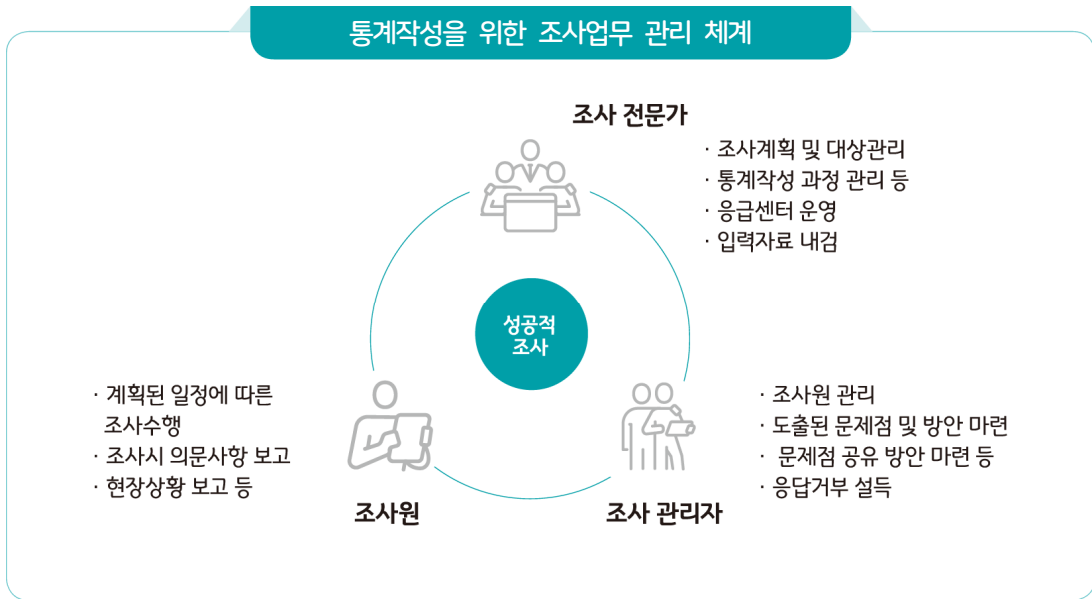 통계작성을 위한 조사업무 관리 체계
조사 전문가
· 조사계획 및 대상관리
· 통계작성 과정 관리 등
· 응급센터 운영
· 입력자료 내검
성공적
조사
· 계획된 일정에 따른
조사수행
· 조사시 의문사항 보고
· 현장상황 보고 등
조사원
· 조사원 관리
· 도출된 문제점 및 방안 마련
· 문제점 공유 방안 마련 등
· 응답거부 설득
조사 관리자